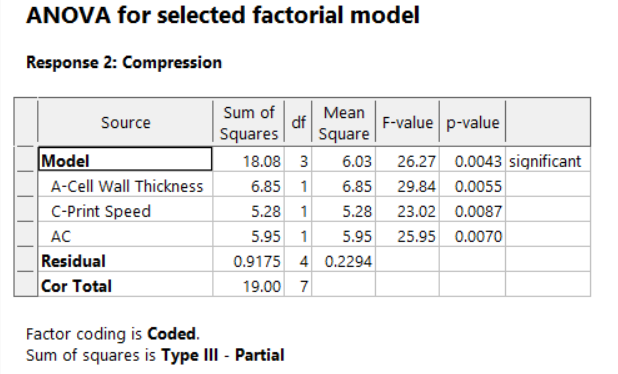 ANOVA for selected factorial model
Response 2: Compression
Source Sum of Squares df Mean Square F-value p-value
Model 18.08 3 6.03 26.27 0.0043 significant
A-Cell Wall Thickness 6.85 1 6.85 29.84 0.0055
C-Print Speed 5.28 1 5.28 23.02 0.0087
AC 5.95 1 5.95 25.95 0.0070
Residual 0.9175 4 0.2294
Cor Total 19.00 7
Factor coding is Coded.
Sum of squares is Type III - Partial